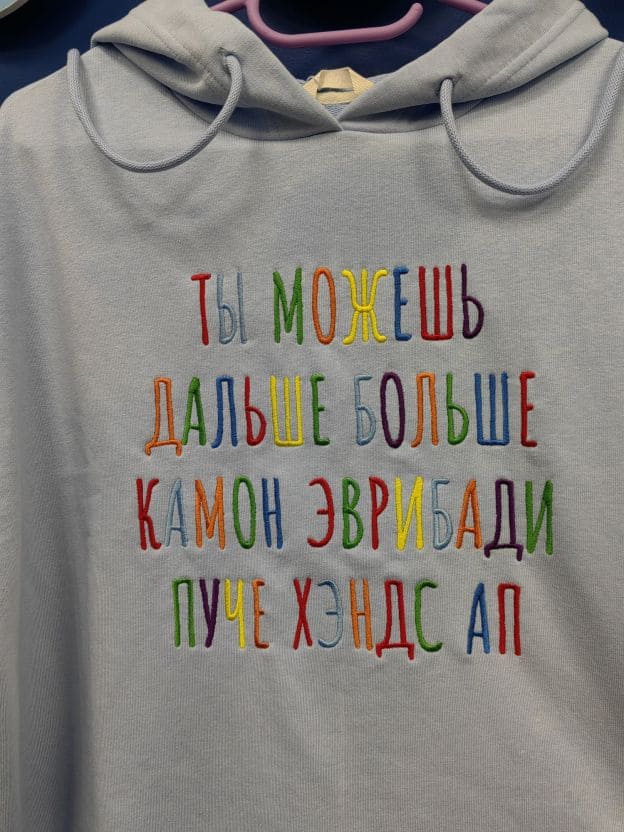 ТЫ МОЖЕШЬ
ДАЛЬШЕ БОЛЬШЕ
КАМОН ЭВРИБАДИ
ПУЧЕ ХЭНДС АП